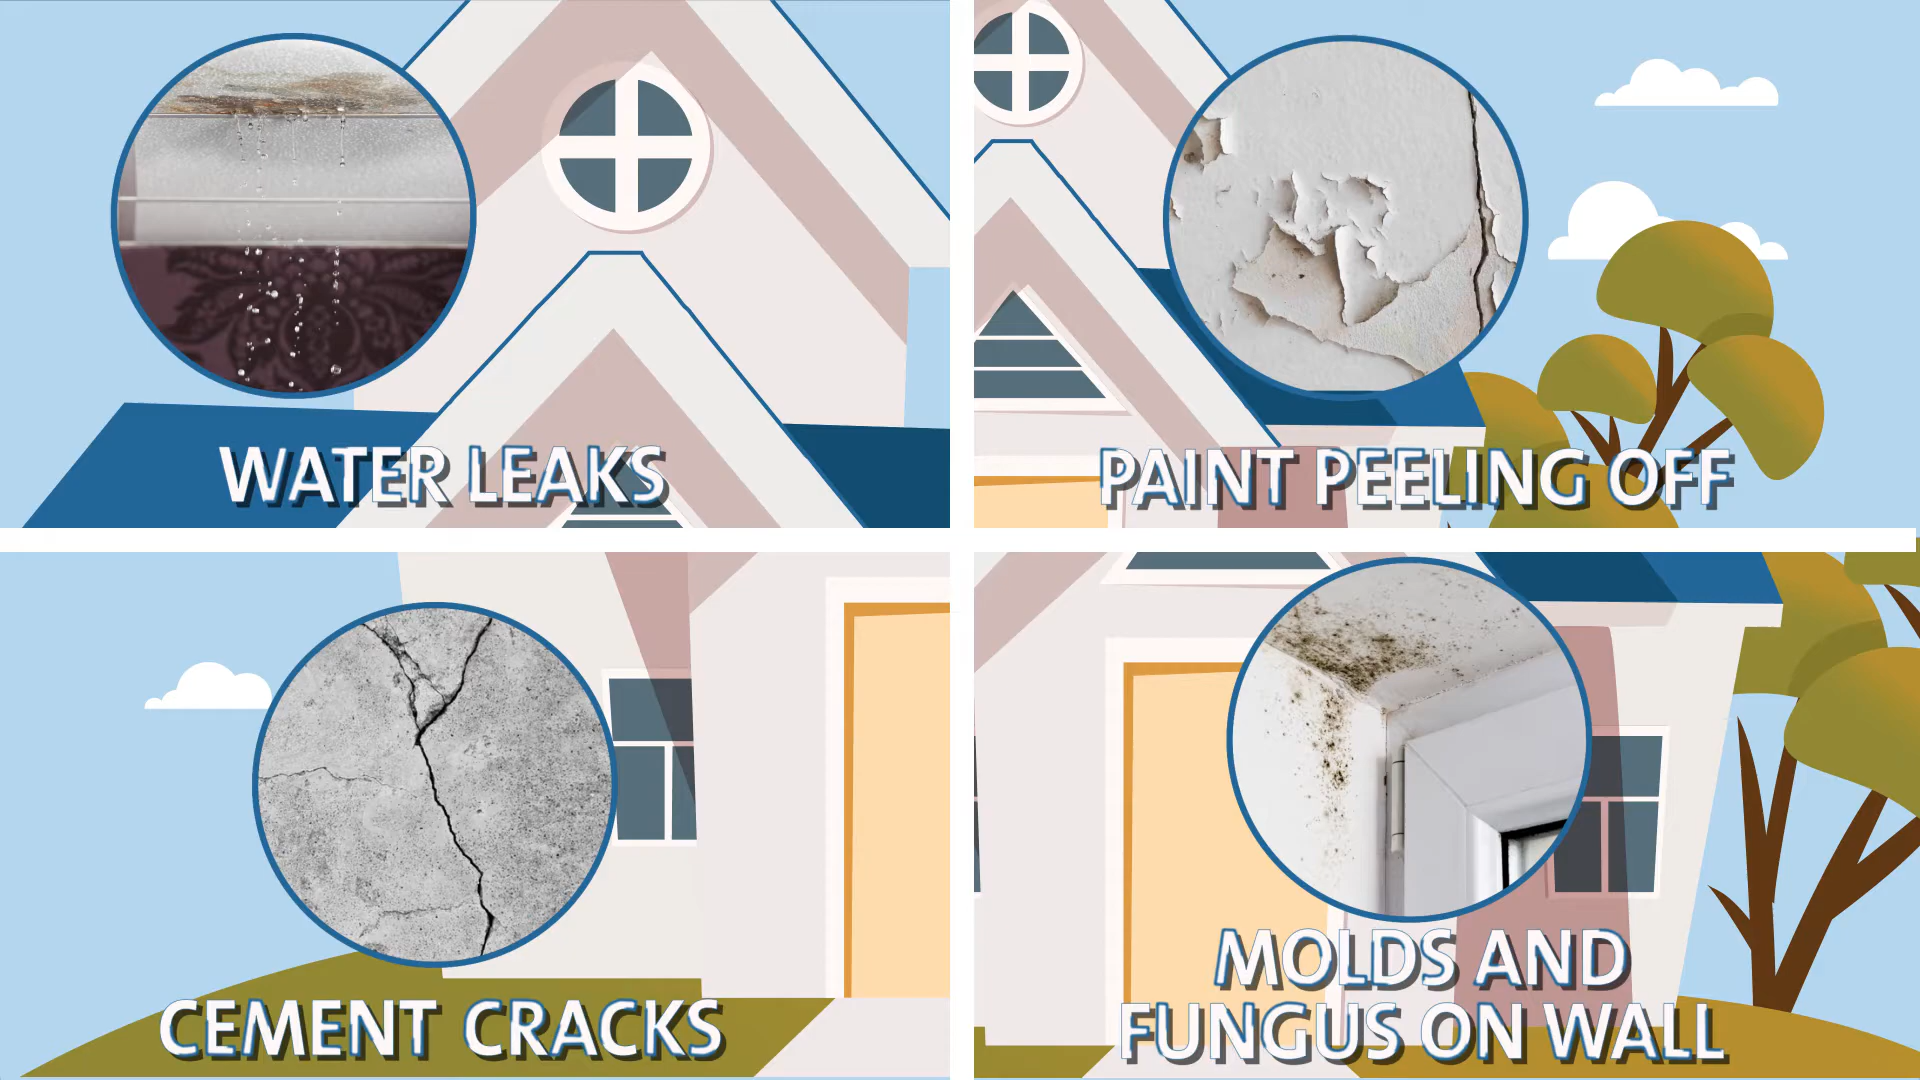 WATER LEAKS
PAINT PEELING OFF
CEMENT CRACKS
MOLDS AND
FUNGUS ON WALL